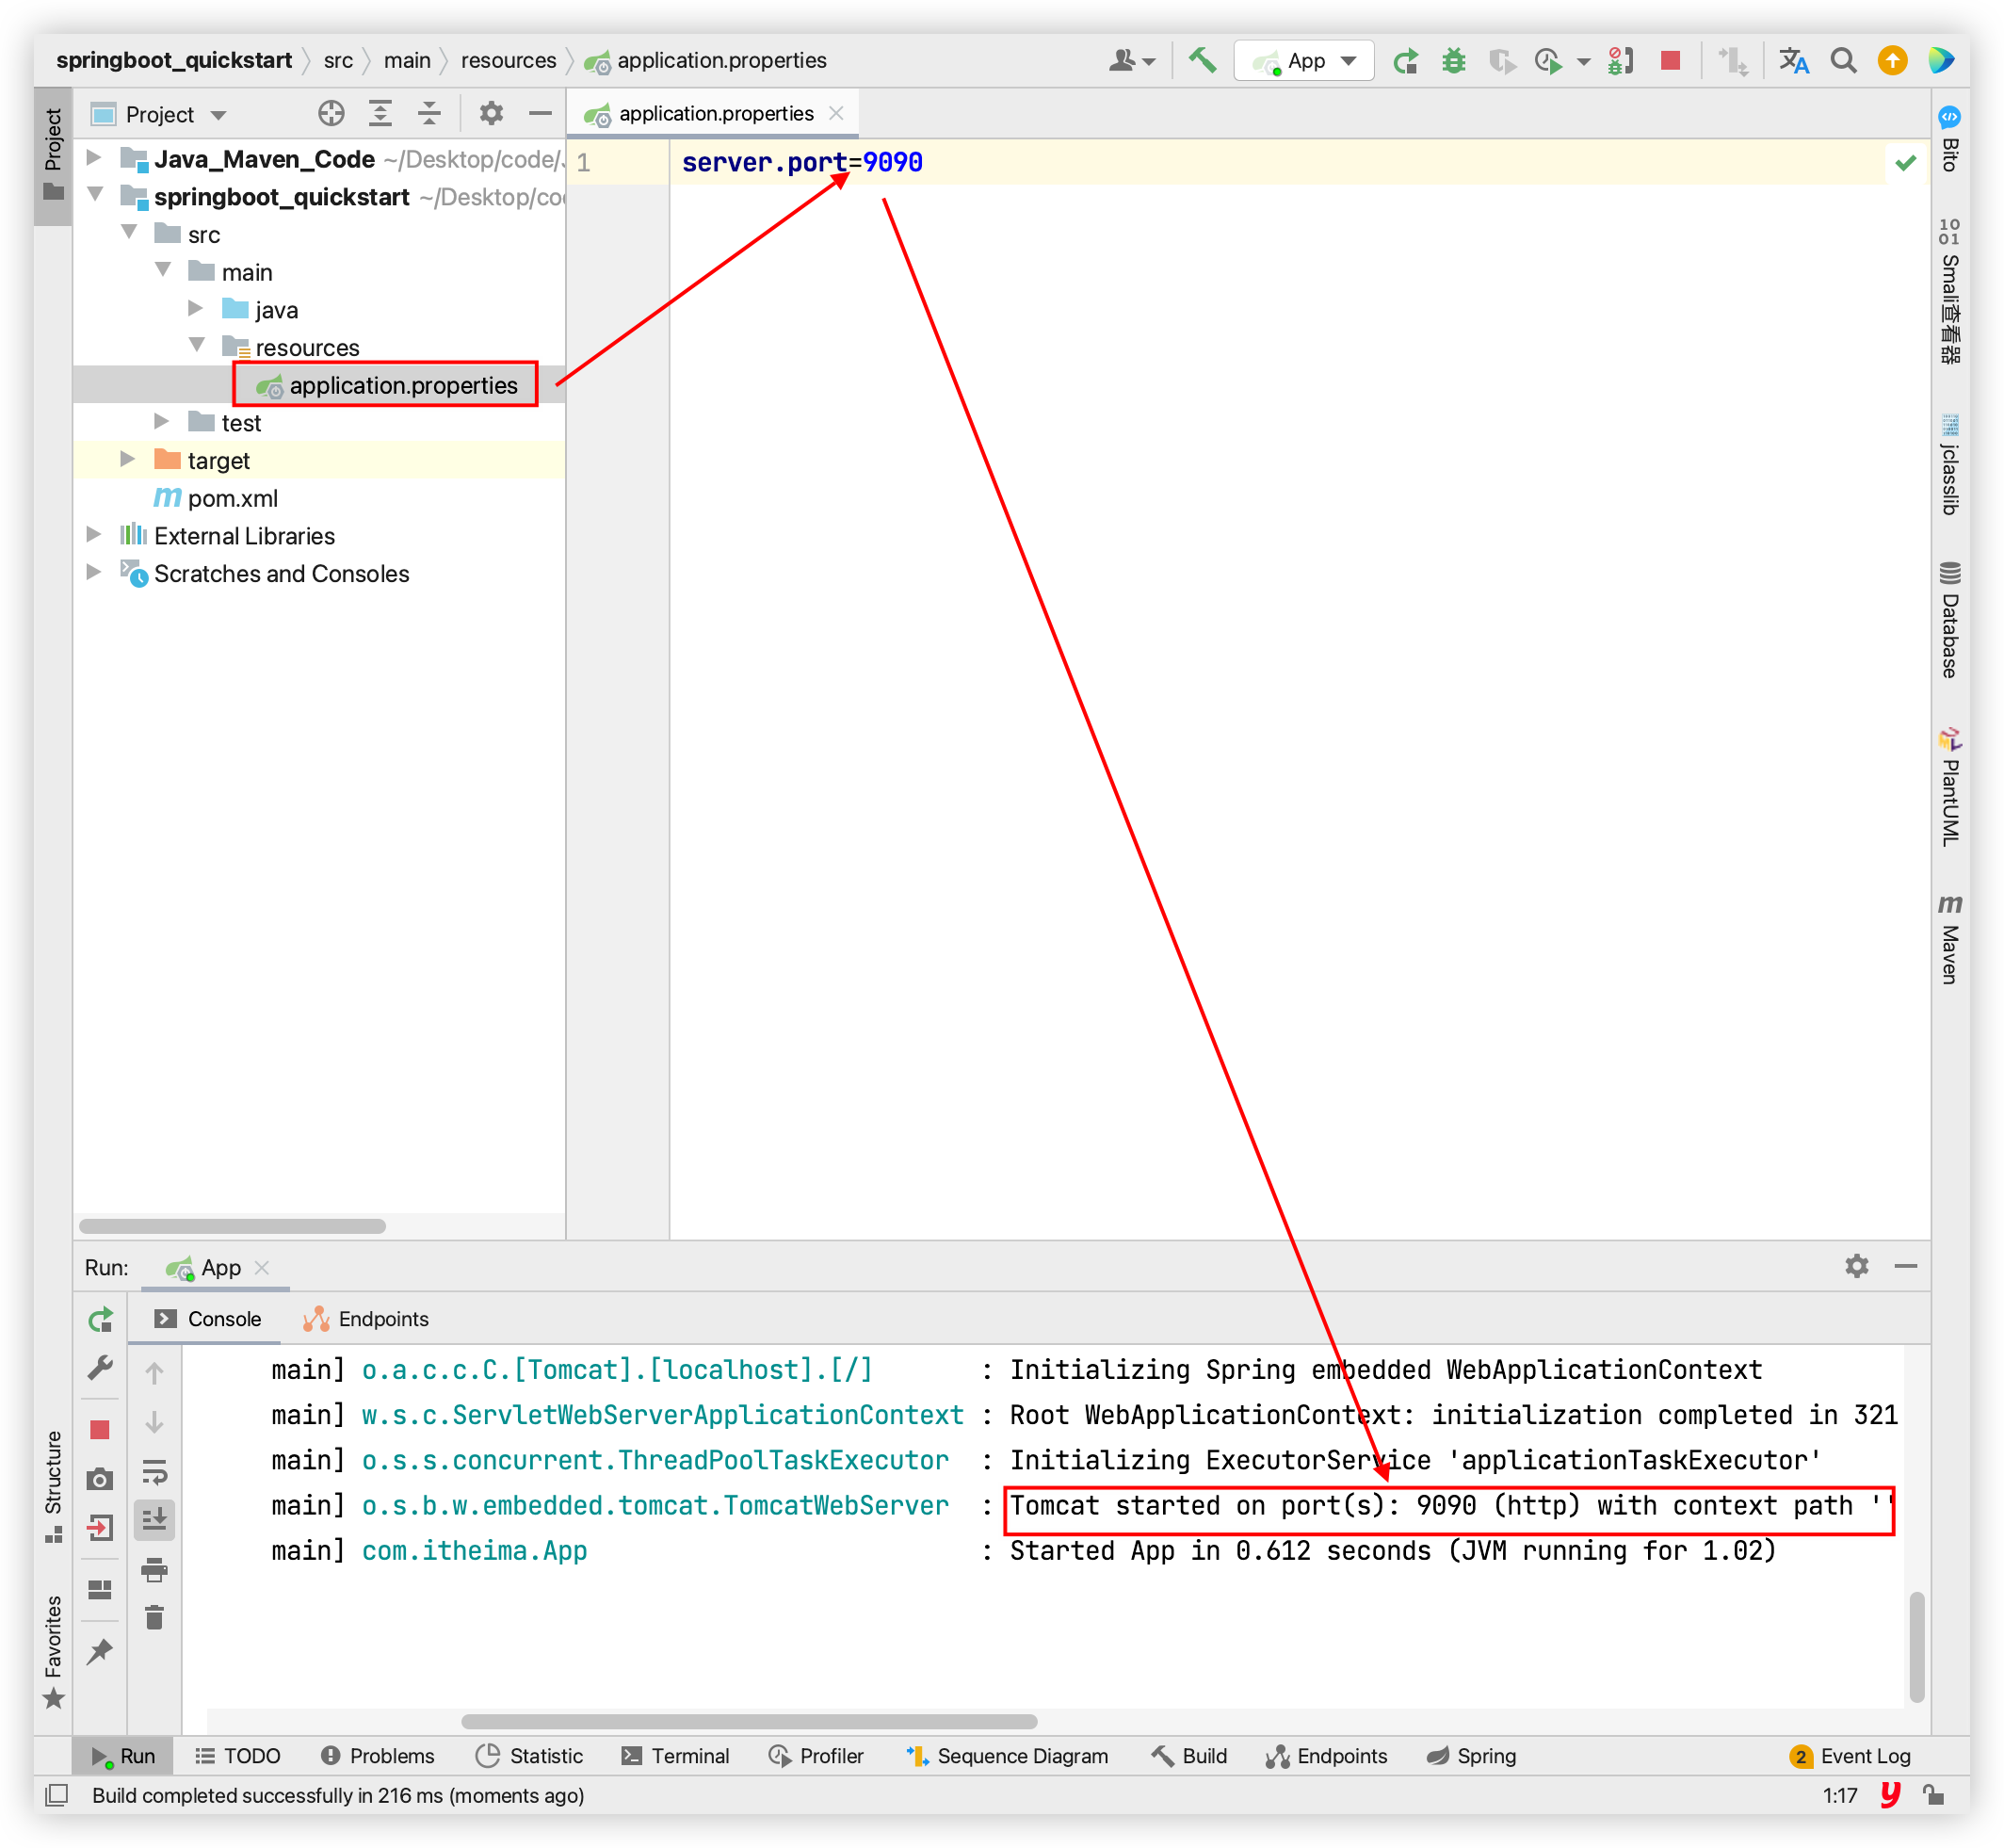 springboot_quickstart src main resources application.properties App
Project
Project
application.properties
Java_Maven_Code ~/Desktop/code/
1
server.port=9090
springboot_quickstart ~/Desktop/co
src
main
java
resources
application.properties
test
target
pom.xml
External Libraries
Scratches and Consoles
Bito
Smali查看器
jclasslib
Database
PlantUML
Maven
Run: App
Console Endpoints
main] o.a.c.c.C.[Tomcat].[localhost].[/] : Initializing Spring embedded WebApplicationContext
main] w.s.c.ServletWebServerApplicationContext : Root WebApplicationContext: initialization completed in 321
main] o.s.s.concurrent.ThreadPoolTaskExecutor : Initializing ExecutorService 'applicationTaskExecutor'
main] o.s.b.w.embedded.tomcat.TomcatWebServer : Tomcat started on port(s): 9090 (http) with context path ''
main] com.itheima.App : Started App in 0.612 seconds (JVM running for 1.02)
Structure
Favorites
Run TODO Problems Statistic Terminal Profiler Sequence Diagram Build Endpoints Spring 2 Event Log
Build completed successfully in 216 ms (moments ago) 1:17